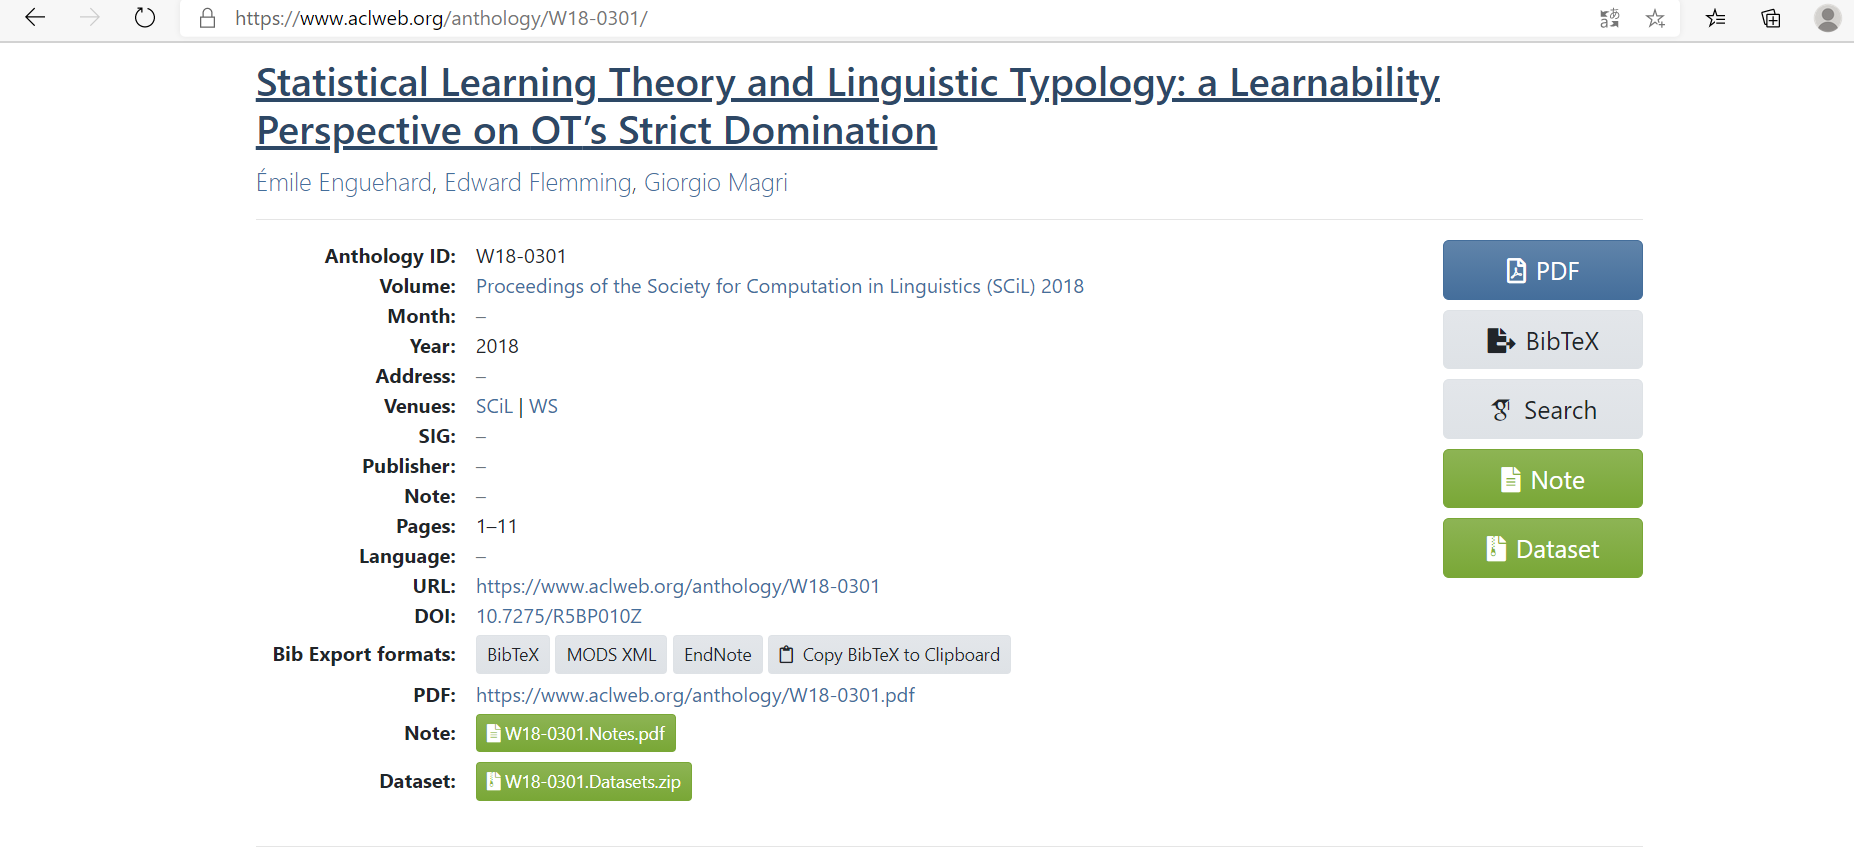 https://www.aclweb.org/anthology/W18-0301/
Statistical Learning Theory and Linguistic Typology: a Learnability
Perspective on OT’s Strict Domination
Émile Enguehard, Edward Flemming, Giorgio Magri
Anthology ID: W18-0301
Volume: Proceedings of the Society for Computation in Linguistics (SCiL) 2018
Month: –
Year: 2018
Address: –
Venues: SCiL | WS
SIG: –
Publisher: –
Note: –
Pages: 1–11
Language: –
URL: https://www.aclweb.org/anthology/W18-0301
DOI: 10.7275/R5BP010Z
Bib Export formats: BibTeX MODS XML EndNote Copy BibTeX to Clipboard
PDF: https://www.aclweb.org/anthology/W18-0301.pdf
Note: W18-0301.Notes.pdf
Dataset: W18-0301.Datasets.zip
PDF
BibTeX
Search
Note
Dataset